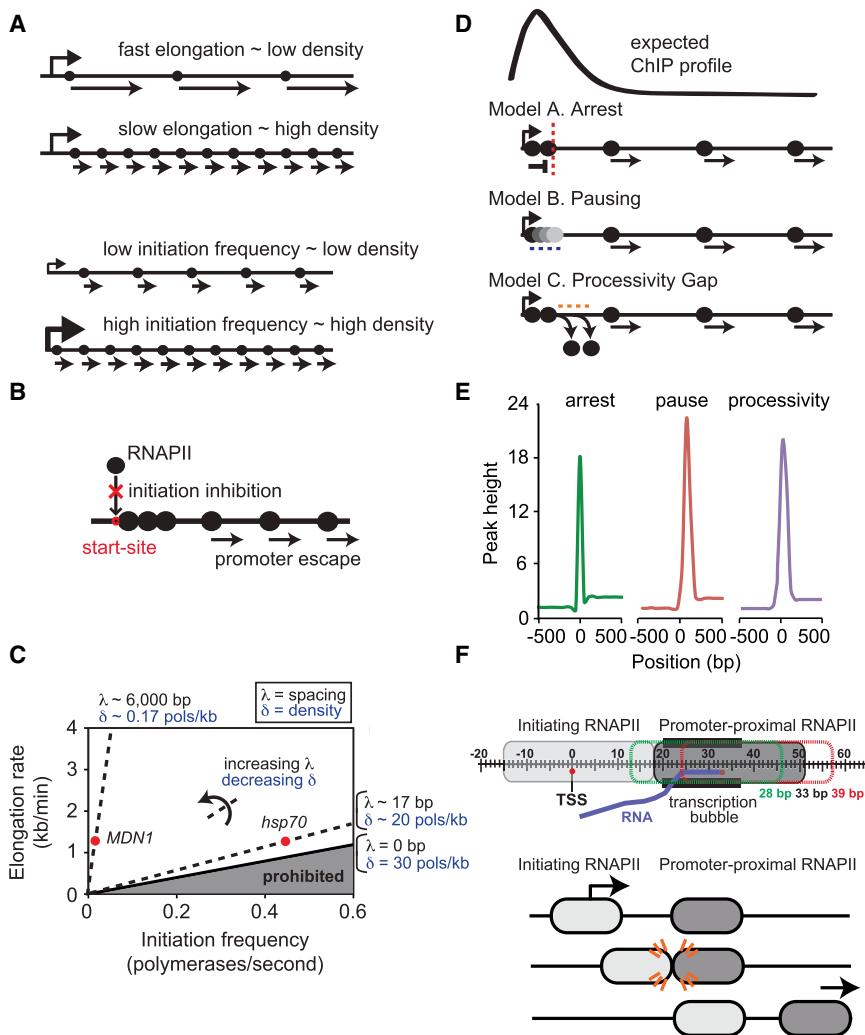 A
fast elongation ~ low density
slow elongation ~ high density
low initiation frequency ~ low density
high initiation frequency ~ high density
B
RNAPII
initiation inhibition
start-site
promoter escape
C
λ ~ 6,000 bp
δ ~ 0.17 pols/kb
λ = spacing
δ = density
Elongation rate
(kb/min)
4
3
2
1
0
increasing λ
decreasing δ
MDN1
hsp70
prohibited
λ ~ 17 bp
δ ~ 20 pols/kb
λ = 0 bp
δ = 30 pols/kb
0
0.2
0.4
0.6
Initiation frequency
(polymerases/second)
D
expected
ChIP profile
Model A. Arrest
Model B. Pausing
Model C. Processivity Gap
E
arrest
pause
processivity
Peak height
24
18
12
6
0
-500 0 500
-500 0 500
-500 0 500
Position (bp)
F
Initiating RNAPII
Promoter-proximal RNAPII
-20 -10 0 10 20 30 40 50 60
TSS
RNA
transcription
bubble
28 bp 33 bp 39 bp
Initiating RNAPII
Promoter-proximal RNAPII